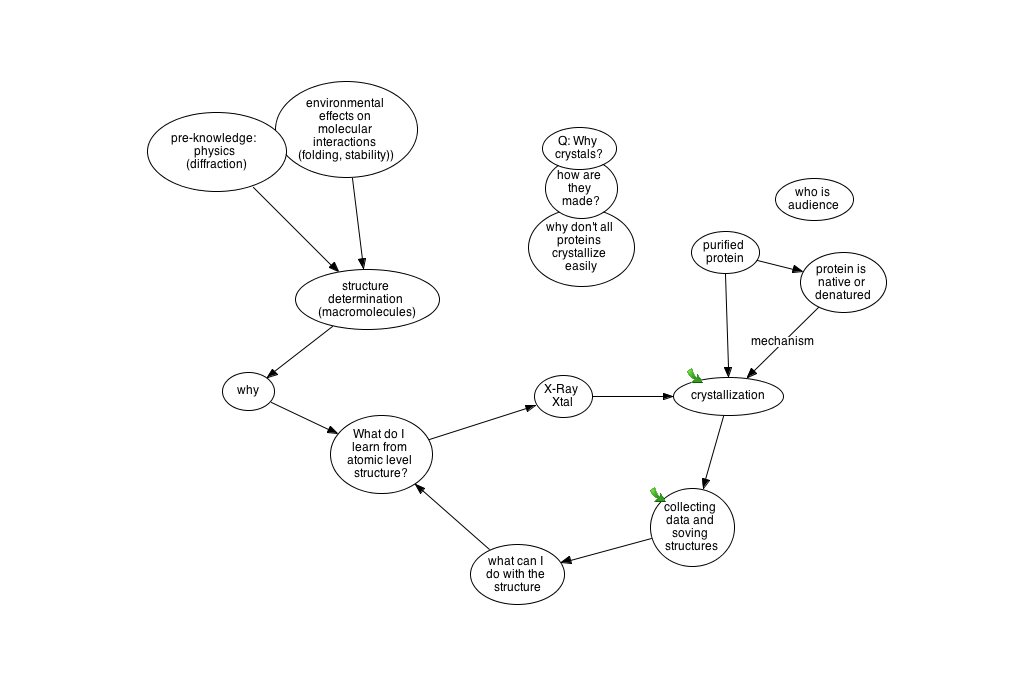 environmental
effects on
molecular
interactions
(folding, stability))
pre-knowledge:
physics
(diffraction)
Q: Why
crystals?
how are
they
made?
why don't all
proteins
crystallize
easily
who is
audience
purified
protein
protein is
native or
denatured
structure
determination
(macromolecules)
mechanism
why
X-Ray
Xtal
crystallization
What do I
learn from
atomic level
structure?
collecting
data and
soving
structures
what can I
do with the
structure